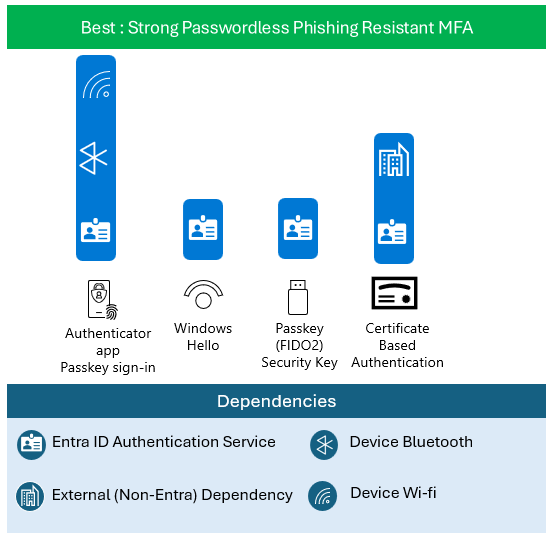 Best : Strong Passwordless Phishing Resistant MFA
Authenticator
app
Passkey sign-in
Windows
Hello
Passkey
(FIDO2)
Security Key
Certificate
Based
Authentication
Dependencies
Entra ID Authentication Service
Device Bluetooth
External (Non-Entra) Dependency
Device Wi-fi